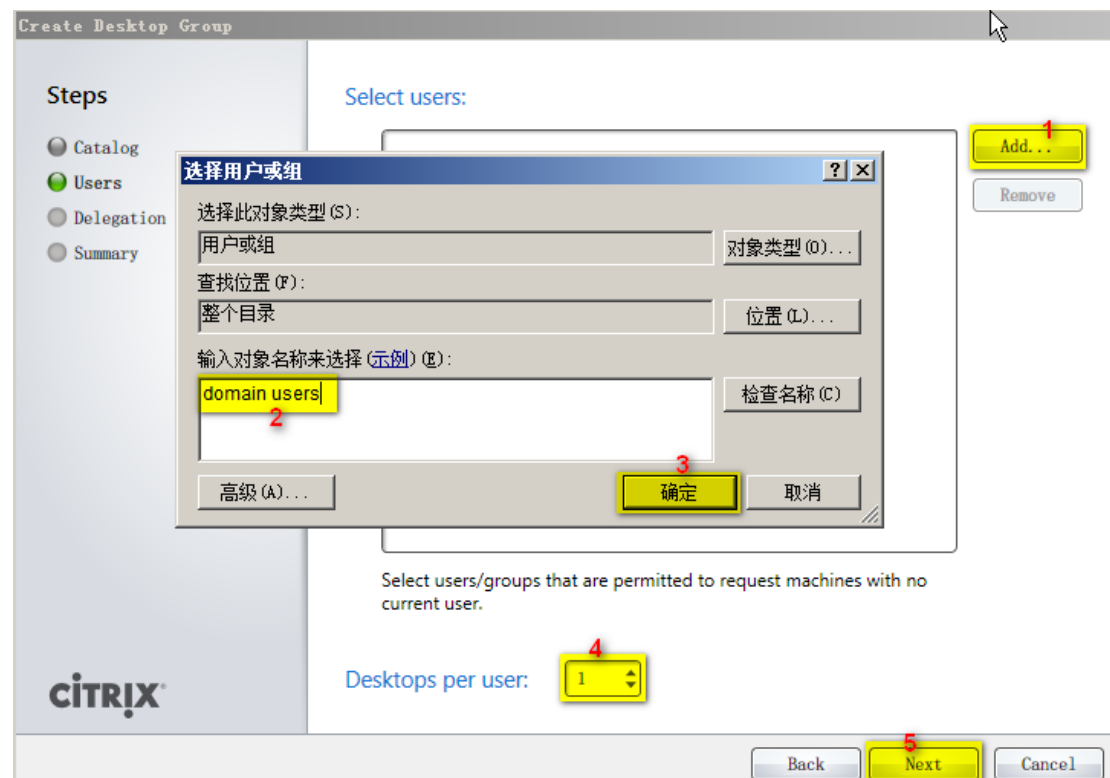 Create Desktop Group
Steps
Catalog
Users
Delegation
Summary
Select users:
1
Add...
Remove
选择用户或组
选择此对象类型(S):
用户或组
对象类型(O)...
查找位置(F):
整个目录
位置(L)...
输入对象名称来选择(示例)(E):
domain users
2
检查名称(C)
高级(A)...
3
确定
取消
Select users/groups that are permitted to request machines with no
current user.
4
Desktops per user:
1
CİTRIX
5
Back
Next
Cancel